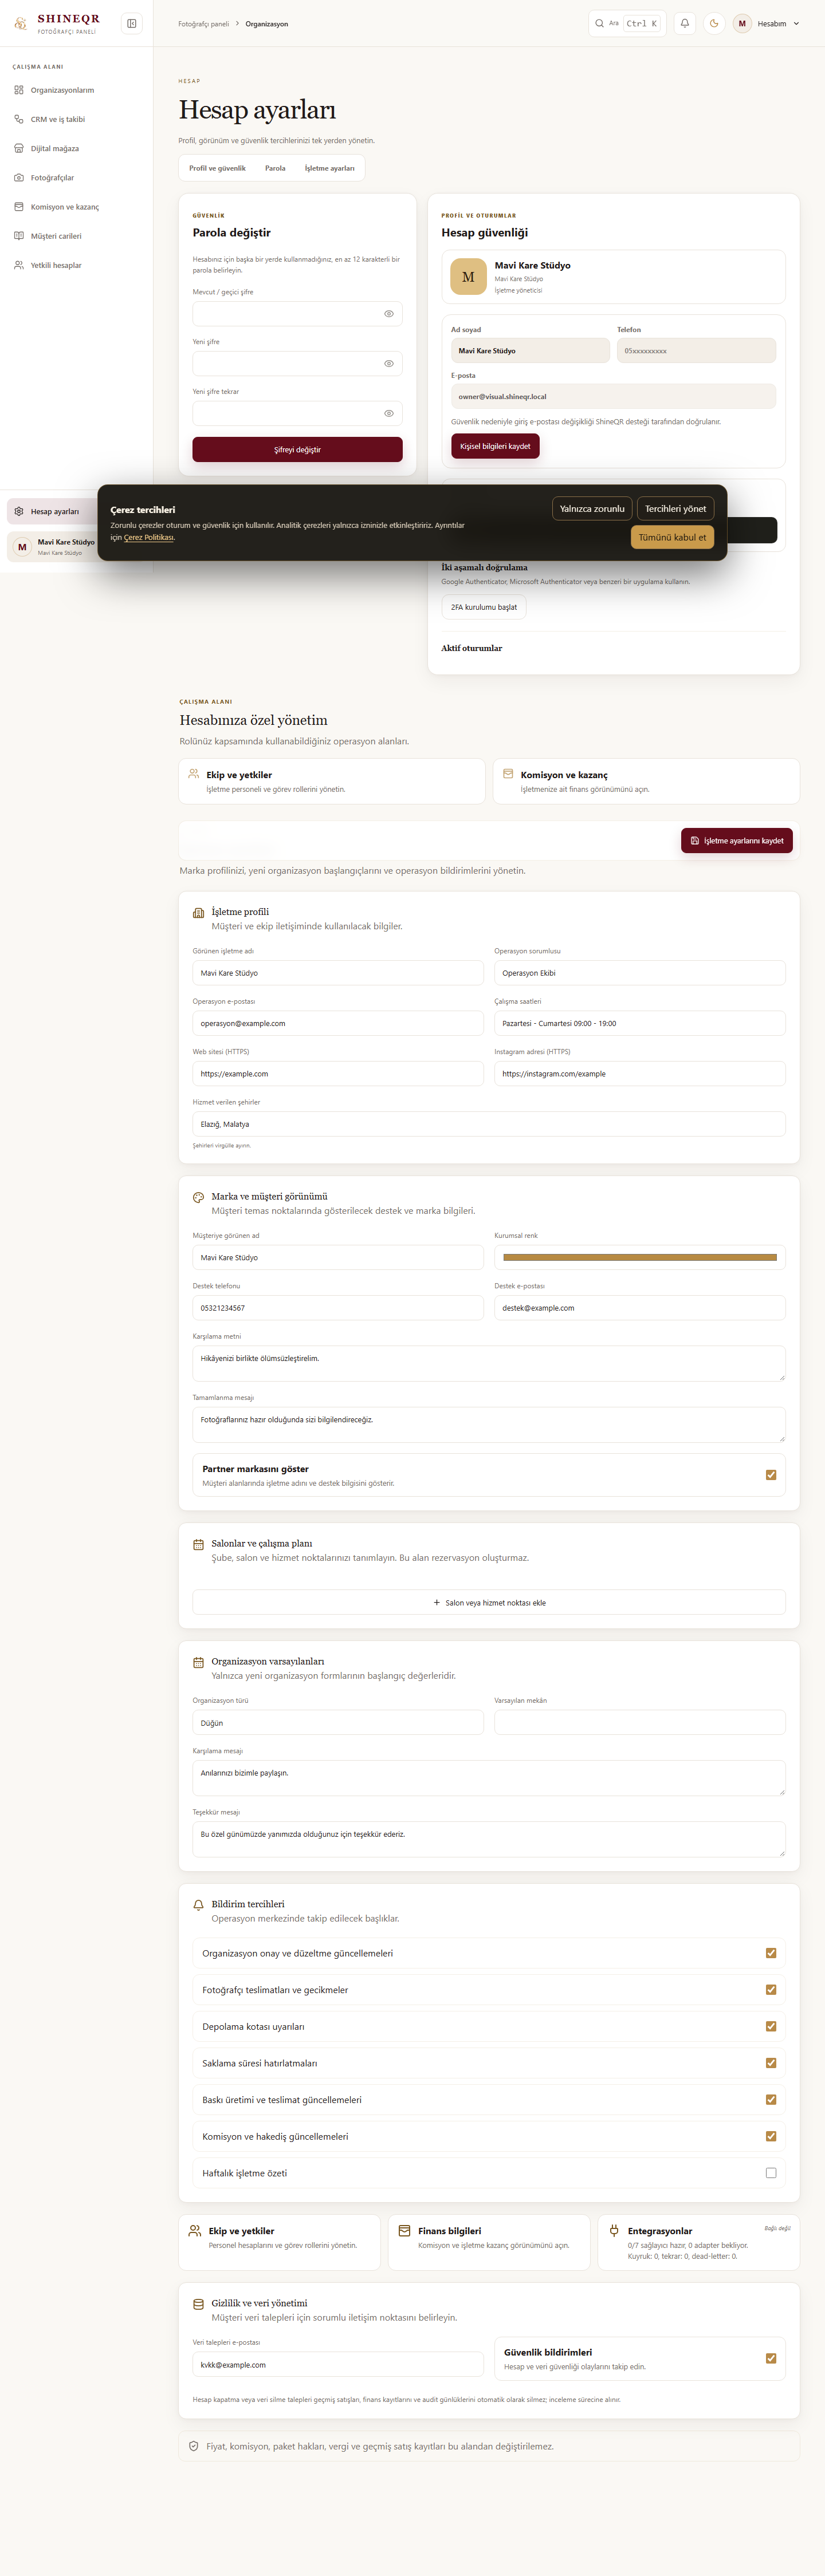 SHINEQR
FOTOĞRAFÇI PANELİ
Fotoğrafçı paneli > Organizasyon
Ara Ctrl K
M Hesabım
ÇALIŞMA ALANI
Organizasyonlarım
CRM ve iş takibi
Dijital mağaza
Fotoğrafçılar
Komisyon ve kazanç
Müşteri carileri
Yetkili hesaplar
Hesap ayarları
M Mavi Kare Stüdyo
Mavi Kare Stüdyo
HESAP
Hesap ayarları
Profil, görünüm ve güvenlik tercihlerinizi tek yerden yönetin.
Profil ve güvenlik Parola İşletme ayarları
GÜVENLİK
Parola değiştir
Hesabınız için başka bir yerde kullanmadığınız, en az 12 karakterli bir
parola belirleyin.
Mevcut / geçici şifre
Yeni şifre
Yeni şifre tekrar
Şifreyi değiştir
PROFİL VE OTURUMLAR
Hesap güvenliği
M
Mavi Kare Stüdyo
Mavi Kare Stüdyo
İşletme yöneticisi
Ad soyad Telefon
Mavi Kare Stüdyo 05xxxxxxxxx
E-posta
owner@visual.shineqr.local
Güvenlik nedeniyle giriş e-postası değişikliği ShineQR desteği tarafından doğrulanır.
Kişisel bilgileri kaydet
Çerez tercihleri
Zorunlu çerezler oturum ve güvenlik için kullanılır. Analitik çerezleri yalnızca izninizle etkinleştiririz. Ayrıntılar
için Çerez Politikası.
Yalnızca zorunlu Tercihleri yönet
Tümünü kabul et
İki aşamalı doğrulama
Google Authenticator, Microsoft Authenticator veya benzeri bir uygulama kullanın.
2FA kurulumu başlat
Aktif oturumlar
ÇALIŞMA ALANI
Hesabınıza özel yönetim
Rolünüz kapsamında kullanabildiğiniz operasyon alanları.
Ekip ve yetkiler
İşletme personeli ve görev rollerini yönetin.
Komisyon ve kazanç
İşletmenize ait finans görünümünü açın.
İşletme ayarlarını kaydet
Marka profilinizi, yeni organizasyon başlangıçlarını ve operasyon bildirimlerini yönetin.
İşletme profili
Müşteri ve ekip iletişiminde kullanılacak bilgiler.
Görünen işletme adı Operasyon sorumlusu
Mavi Kare Stüdyo Operasyon Ekibi
Operasyon e-postası Çalışma saatleri
operasyon@example.com Pazartesi - Cumartesi 09:00 - 19:00
Web sitesi (HTTPS) Instagram adresi (HTTPS)
https://example.com https://instagram.com/example
Hizmet verilen şehirler
Elazığ, Malatya
Şehirleri virgülle ayırın.
Marka ve müşteri görünümü
Müşteri temas noktalarında gösterilecek destek ve marka bilgileri.
Müşteriye görünen ad Kurumsal renk
Mavi Kare Stüdyo
Destek telefonu Destek e-postası
05321234567 destek@example.com
Karşılama metni
Hikâyenizi birlikte ölümsüzleştirelim.
Tamamlanma mesajı
Fotoğraflarınız hazır olduğunda sizi bilgilendireceğiz.
Partner markasını göster
Müşteri alanlarında işletme adını ve destek bilgisini gösterir.
Salonlar ve çalışma planı
Şube, salon ve hizmet noktalarınızı tanımlayın. Bu alan rezervasyon oluşturmaz.
+ Salon veya hizmet noktası ekle
Organizasyon varsayılanları
Yalnızca yeni organizasyon formlarının başlangıç değerleridir.
Organizasyon türü Varsayılan mekân
Düğün
Karşılama mesajı
Anılarınızı bizimle paylaşın.
Teşekkür mesajı
Bu özel günümüzde yanımızda olduğunuz için teşekkür ederiz.
Bildirim tercihleri
Operasyon merkezinde takip edilecek başlıklar.
Organizasyon onay ve düzeltme güncellemeleri
Fotoğrafçı teslimatları ve gecikmeler
Depolama kotası uyarıları
Saklama süresi hatırlatmaları
Baskı üretimi ve teslimat güncellemeleri
Komisyon ve hakediş güncellemeleri
Haftalık işletme özeti
Ekip ve yetkiler
Personel hesaplarını ve görev rollerini yönetin.
Finans bilgileri
Komisyon ve işletme kazanç görünümünü açın.
Entegrasyonlar Bağlı değil
0/7 sağlayıcı hazır, 0 adapter bekliyor.
Kuyruk: 0, tekrar: 0, dead-letter: 0.
Gizlilik ve veri yönetimi
Müşteri veri talepleri için sorumlu iletişim noktasını belirleyin.
Veri talepleri e-postası
kvkk@example.com
Güvenlik bildirimleri
Hesap ve veri güvenliği olaylarını takip edin.
Hesap kapatma veya veri silme talepleri geçmiş satışları, finans kayıtlarını ve audit günlüklerini otomatik olarak silmez; inceleme sürecine alınır.
Fiyat, komisyon, paket hakları, vergi ve geçmiş satış kayıtları bu alandan değiştirilemez.